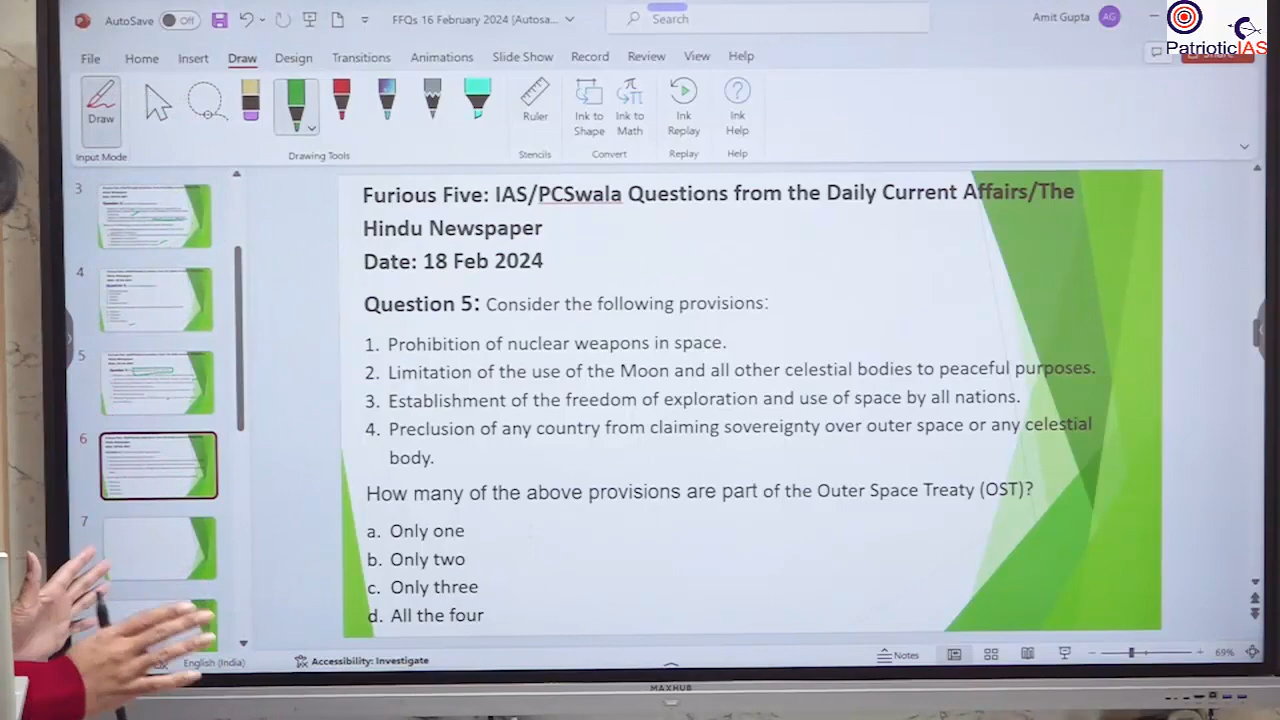 AutoSave Off FFQs 16 February 2024 [Autosa... Search Amit Gupta AG
PatrioticIAS
File Home Insert Draw Design Transitions Animations Slide Show Record Review View Help
Draw
Ruler
Ink to Shape
Ink to Math
Ink Replay
Ink Help
Input Mode Drawing Tools Stencils Convert Replay Help
3
4
5
6
7
Furious Five: IAS/PCSwala Questions from the Daily Current Affairs/The
Hindu Newspaper
Date: 18 Feb 2024
Question 5: Consider the following provisions:
1. Prohibition of nuclear weapons in space.
2. Limitation of the use of the Moon and all other celestial bodies to peaceful purposes.
3. Establishment of the freedom of exploration and use of space by all nations.
4. Preclusion of any country from claiming sovereignty over outer space or any celestial
body.
How many of the above provisions are part of the Outer Space Treaty (OST)?
a. Only one
b. Only two
c. Only three
d. All the four
English (India) Accessibility: Investigate Notes 69%
MAXHUB